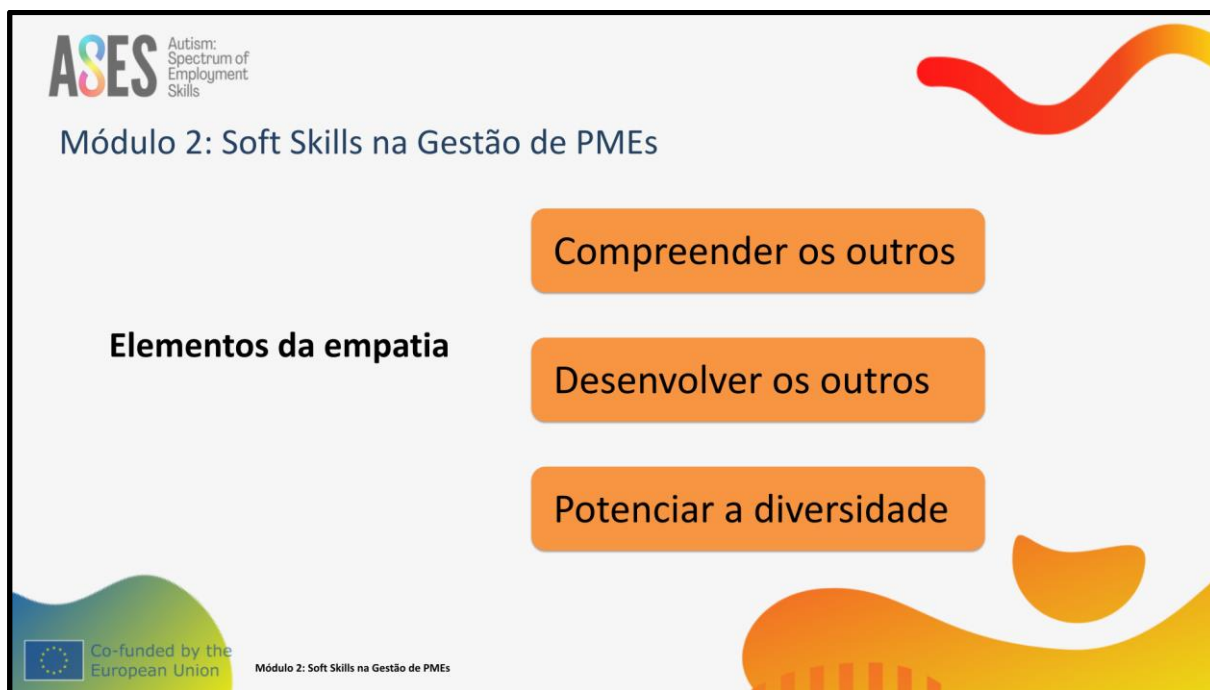 ASES
Autism:
Spectrum of
Employment
Skills
Módulo 2: Soft Skills na Gestão de PMEs
Elementos da empatia
Compreender os outros
Desenvolver os outros
Potenciar a diversidade
Co-funded by the
European Union
Módulo 2: Soft Skills na Gestão de PMEs